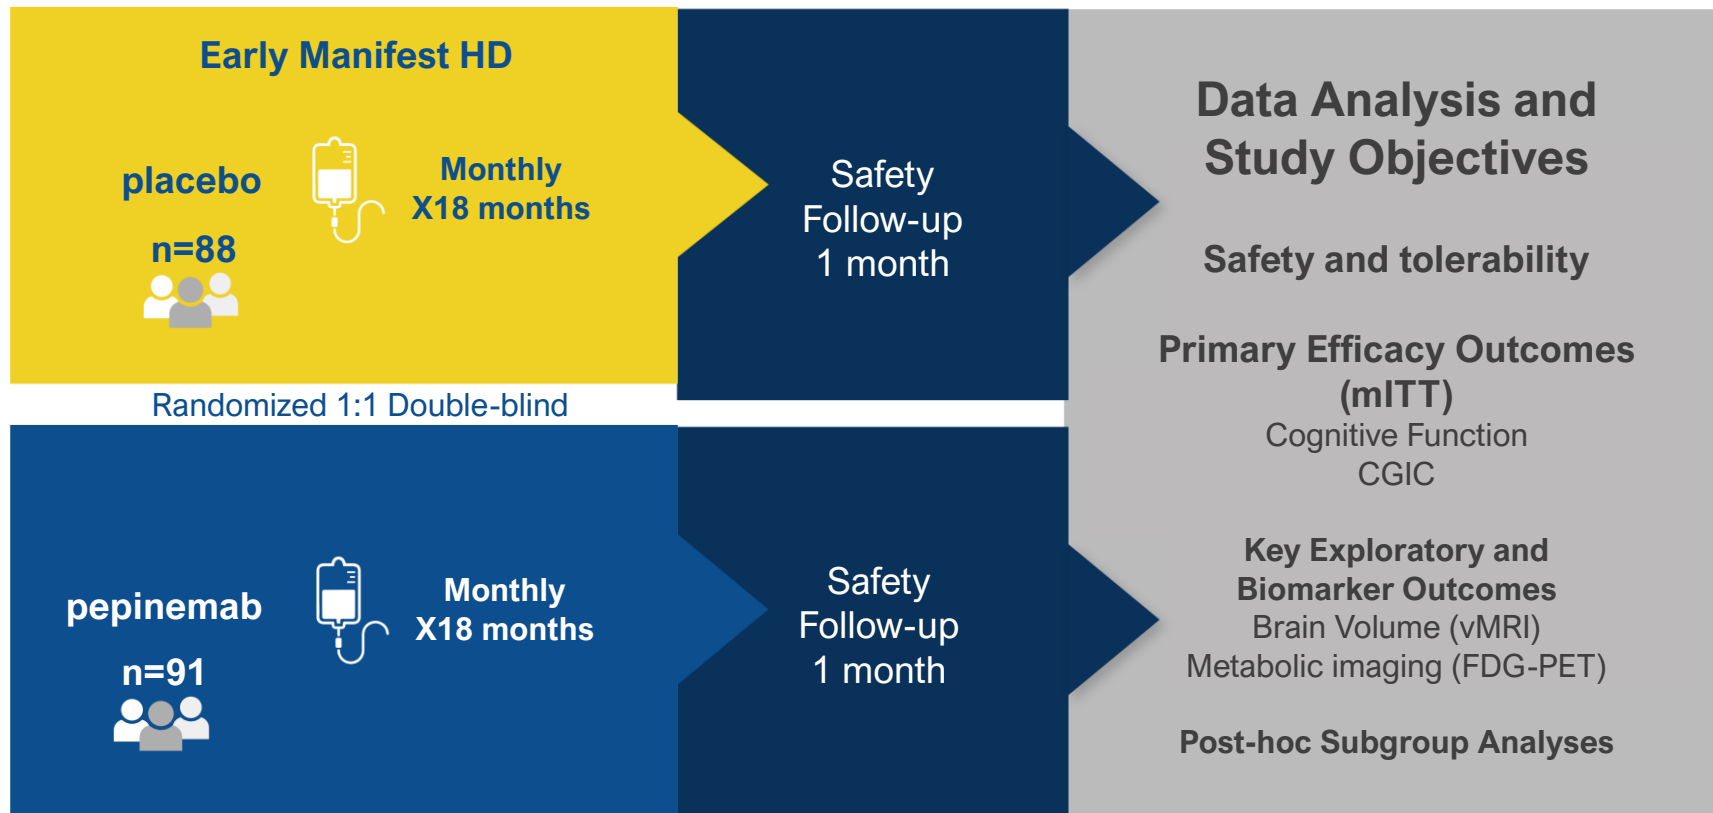 Early Manifest HD
placebo
n=88
Monthly
X18 months
Safety
Follow-up
1 month
Randomized 1:1 Double-blind
pepinemab
n=91
Monthly
X18 months
Safety
Follow-up
1 month
Data Analysis and
Study Objectives
Safety and tolerability
Primary Efficacy Outcomes
(mITT)
Cognitive Function
CGIC
Key Exploratory and
Biomarker Outcomes
Brain Volume (vMRI)
Metabolic imaging (FDG-PET)
Post-hoc Subgroup Analyses